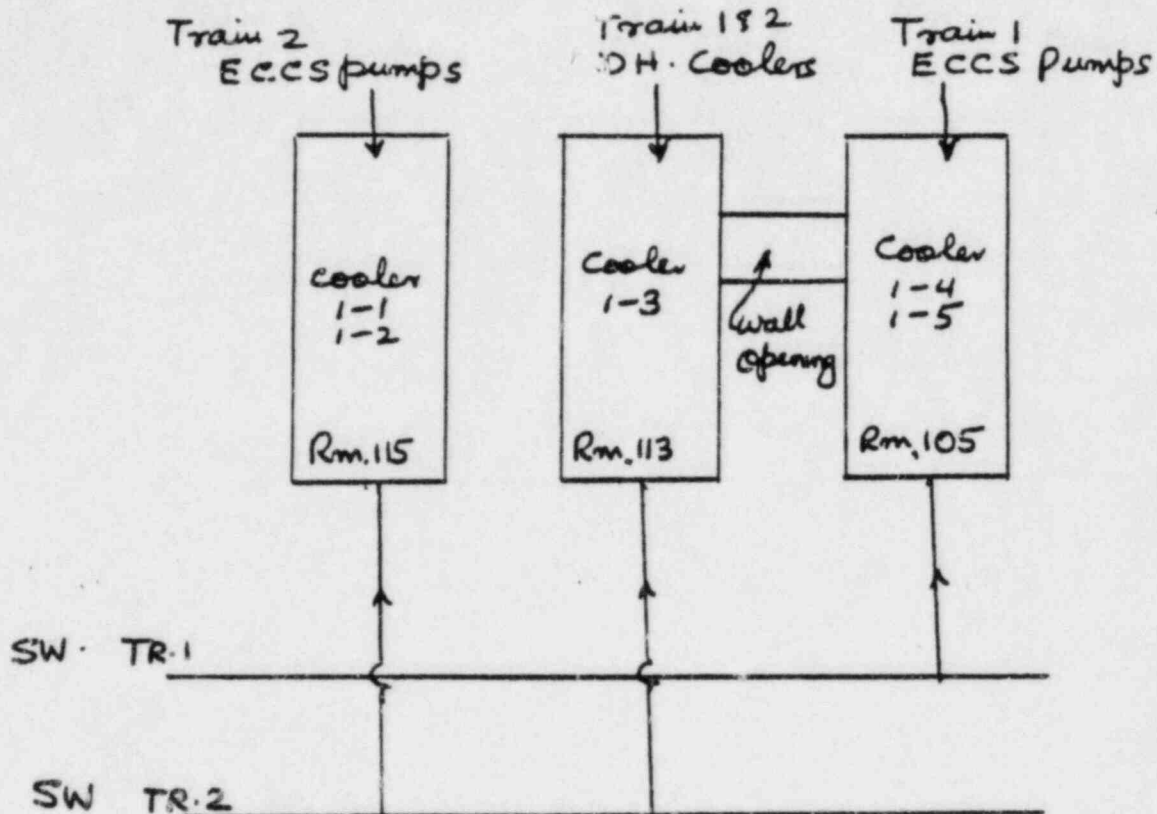 Train 2
ECCS pumps
Train 1&2
DH. Coolers
Train 1
ECCS Pumps
cooler
1-1
1-2
Rm.115
Cooler
1-3
Rm.113
wall
opening
Cooler
1-4
1-5
Rm.105
SW. TR.1
SW TR.2